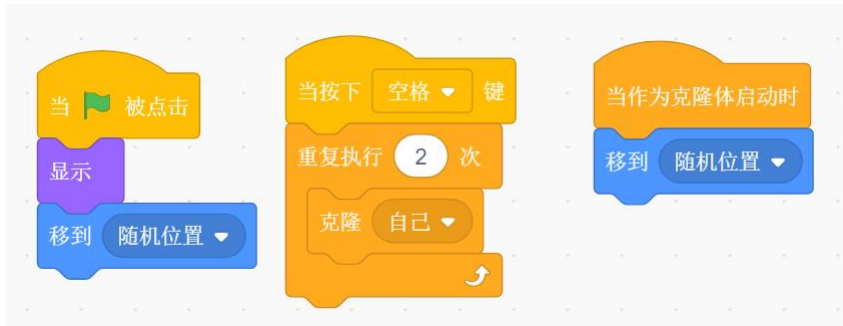 当 被点击
显示
移到 随机位置
当按下 空格 键
重复执行 2 次
克隆 自己
当作为克隆体启动时
移到 随机位置